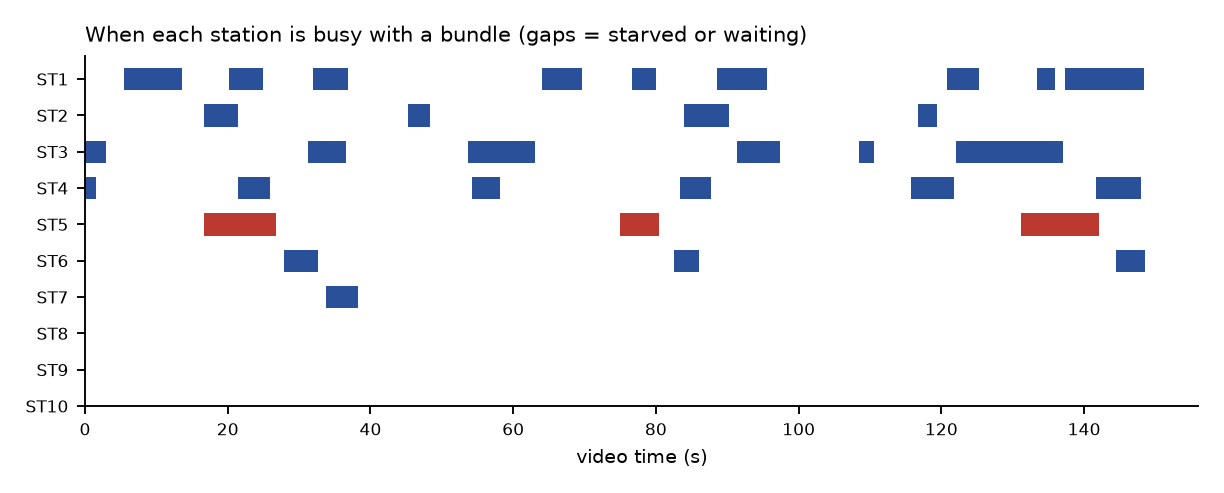 When each station is busy with a bundle (gaps = starved or waiting)
ST1
ST2
ST3
ST4
ST5
ST6
ST7
ST8
ST9
ST10
0 20 40 60 80 100 120 140
video time (s)